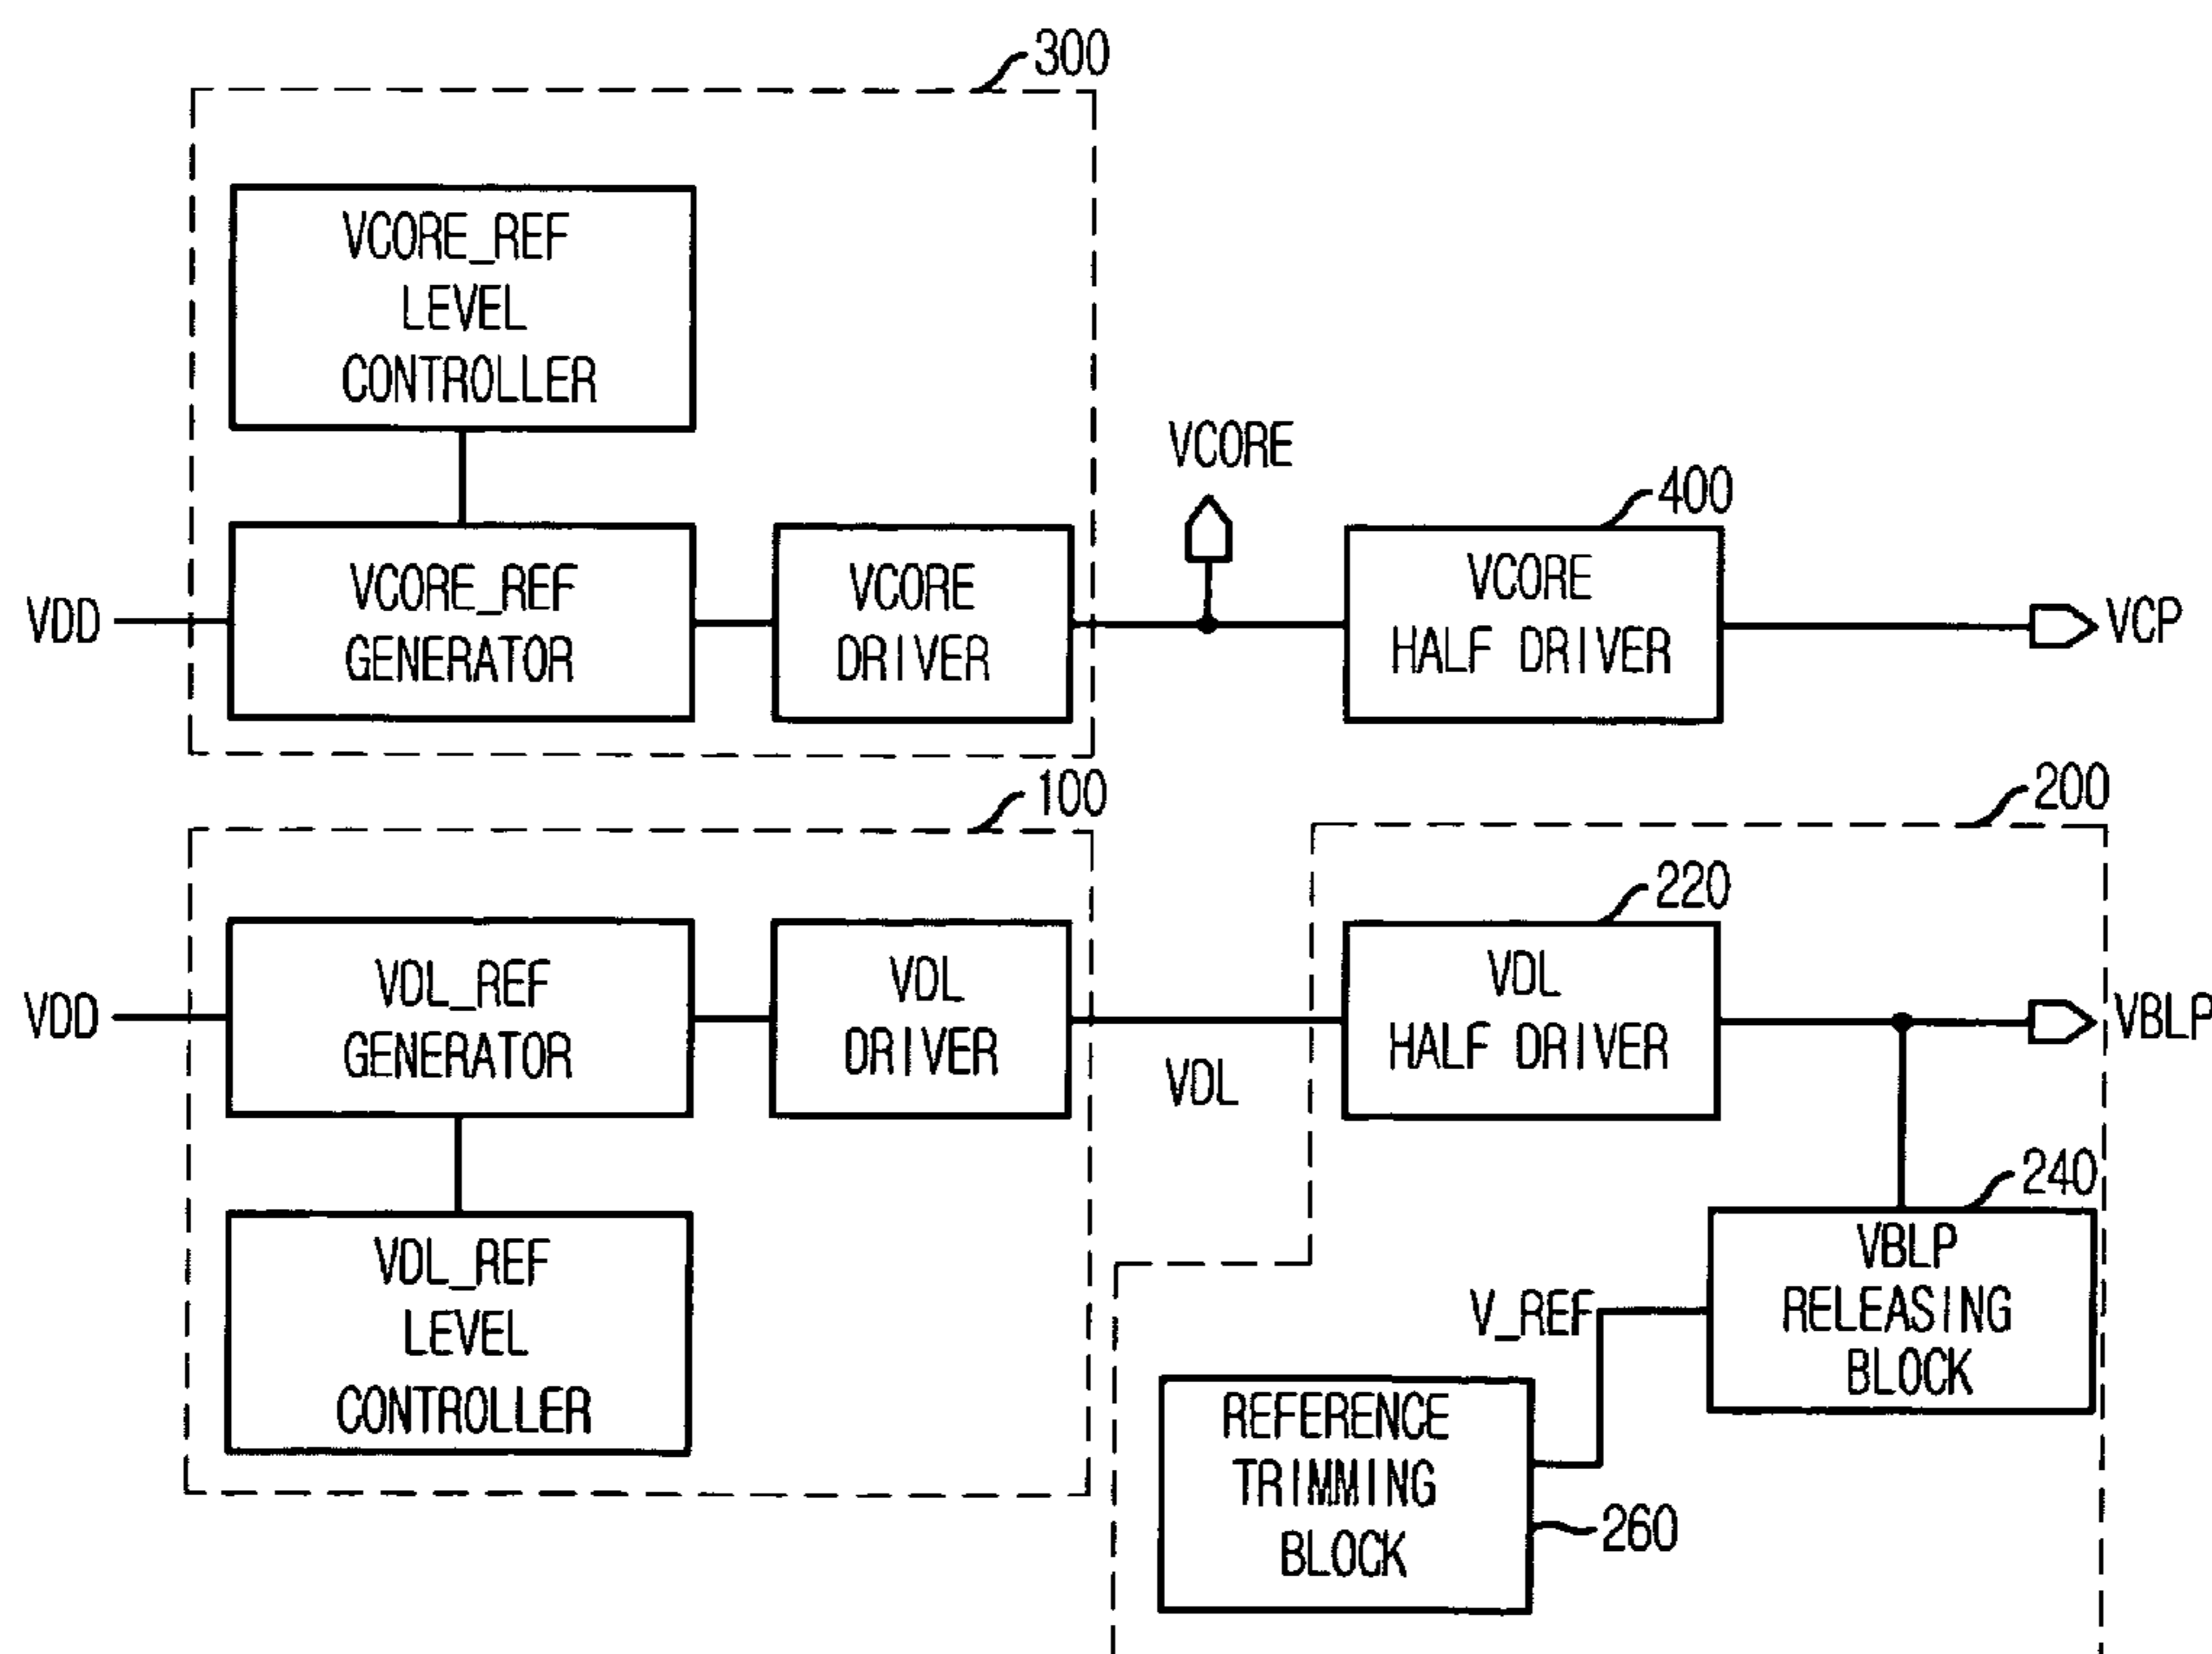 300
VCORE_REF
LEVEL
CONTROLLER
VCORE
400
VDD
VCORE_REF
GENERATOR
VCORE
DRIVER
VCORE
HALF DRIVER
VCP
100
200
220
VDD
VDL_REF
GENERATOR
VDL
DRIVER
VDL
VDL
HALF DRIVER
VBLP
240
VDL_REF
LEVEL
CONTROLLER
VBLP
RELEASING
BLOCK
V_REF
REFERENCE
TRIMMING
BLOCK
260